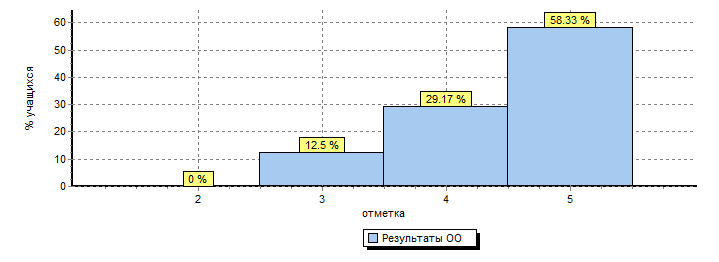 % учащихся
60
50
40
30
20
10
0
0 %
12.5 %
29.17 %
58.33 %
2 3 4 5
отметка
Результаты ОО